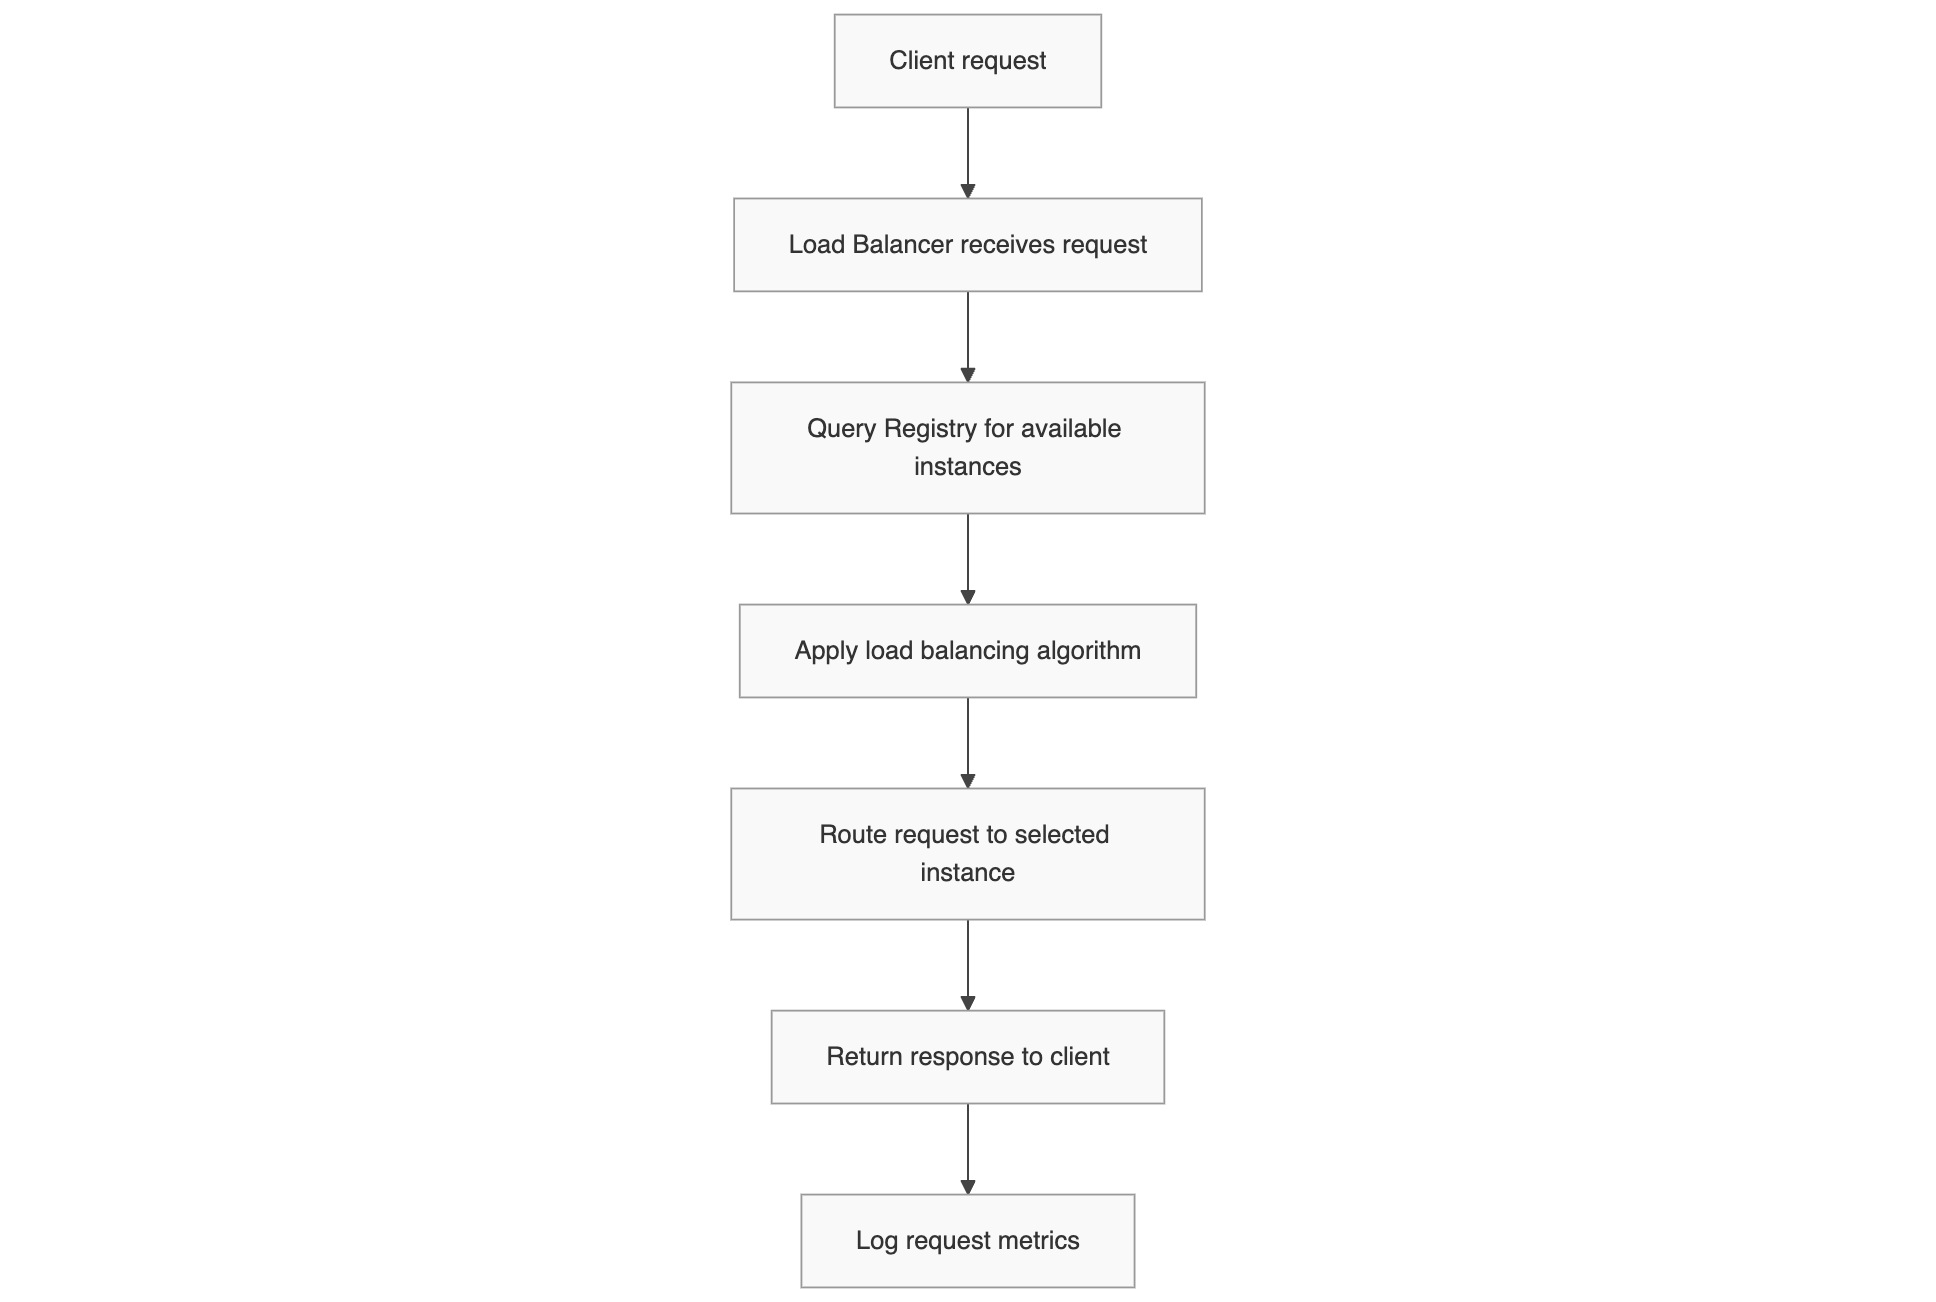 Client request
Load Balancer receives request
Query Registry for available
instances
Apply load balancing algorithm
Route request to selected
instance
Return response to client
Log request metrics